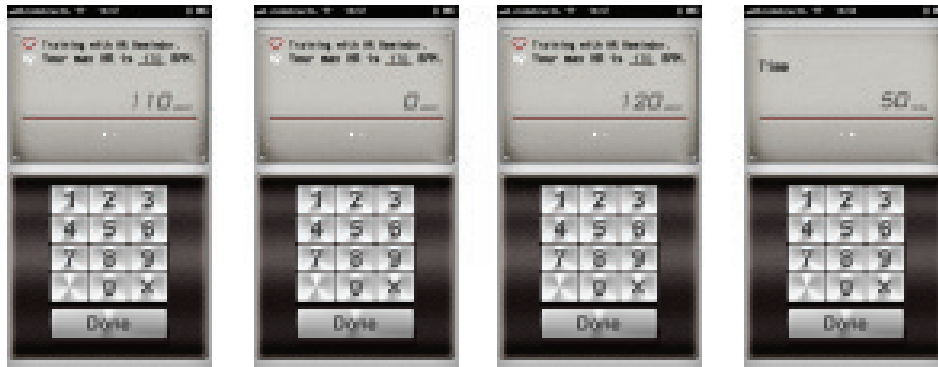 Training with HR Reminder.
Your max HR is BPM.
110
1 2 3
4 5 6
7 8 9
0 X
Done
Training with HR Reminder.
Your max HR is BPM.
0
1 2 3
4 5 6
7 8 9
0 X
Done
Training with HR Reminder.
Your max HR is BPM.
120
1 2 3
4 5 6
7 8 9
0 X
Done
Time
50
1 2 3
4 5 6
7 8 9
0 X
Done